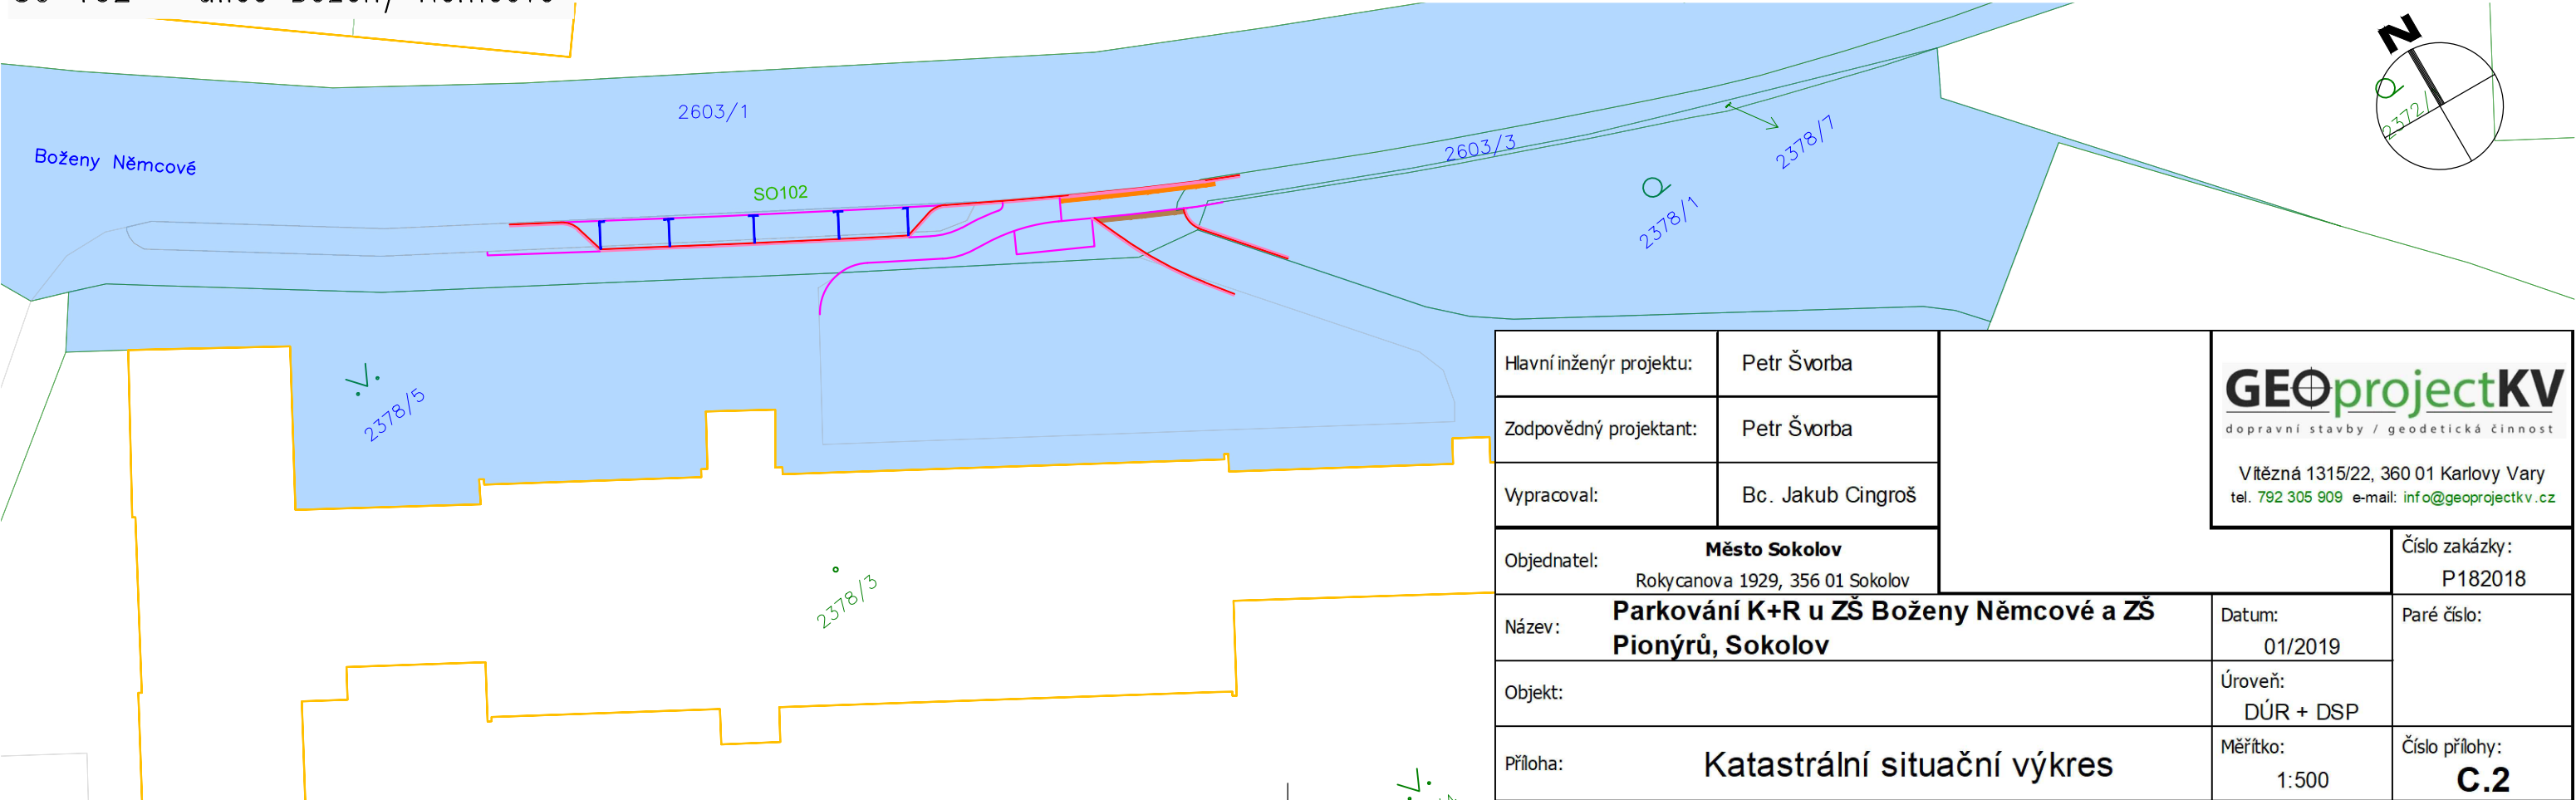 N
2603/1
2372/
2603/3
2378/7
Boženy Němcové
SO102
2378/1
2378/5
2378/3
Hlavní inženýr projektu: Petr Švorba
Zodpovědný projektant: Petr Švorba
Vypracoval: Bc. Jakub Cingroš
GEOprojectKV
dopravní stavby / geodetická činnost
Vítězná 1315/22, 360 01 Karlovy Vary
tel. 792 305 909 e-mail: info@geoprojectkv.cz
Objednatel: Město Sokolov
Rokycanova 1929, 356 01 Sokolov
Číslo zakázky:
P182018
Název: Parkování K+R u ZŠ Boženy Němcové a ZŠ
Pionýrů, Sokolov
Datum:
01/2019
Paré číslo:
Objekt:
Úroveň:
DÚR + DSP
Příloha: Katastrální situační výkres
Měřítko:
1:500
Číslo přílohy:
C.2